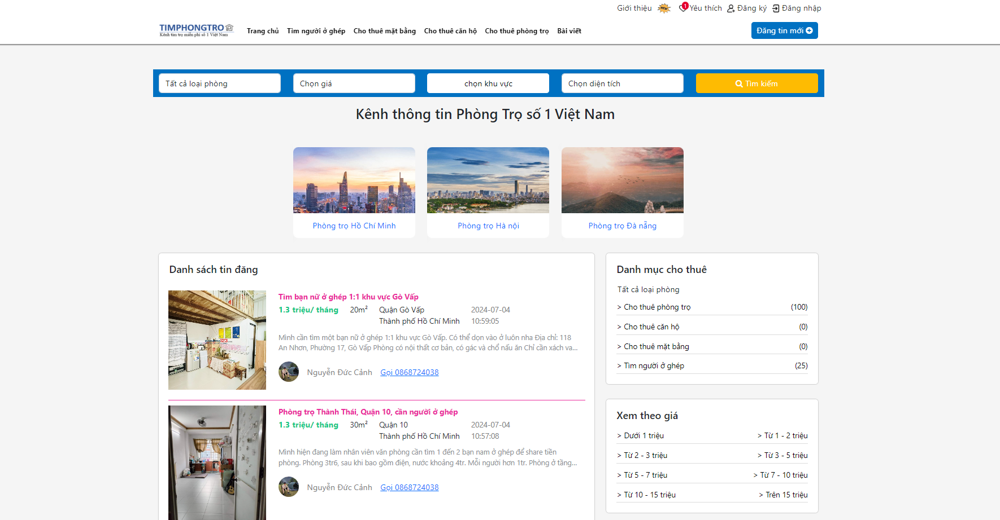 Giới thiệu NEW 1 Yêu thích Đăng ký Đăng nhập
TIMPHONGTRO
Kênh tìm trọ miễn phí số 1 Việt Nam
Trang chủ Tìm người ở ghép Cho thuê mặt bằng Cho thuê căn hộ Cho thuê phòng trọ Bài viết
Đăng tin mới
Tất cả loại phòng Chọn giá chọn khu vực Chọn diện tích Tìm kiếm
Kênh thông tin Phòng Trọ số 1 Việt Nam
Phòng trọ Hồ Chí Minh Phòng trọ Hà nội Phòng trọ Đà nẵng
Danh sách tin đăng
Tìm bạn nữ ở ghép 1:1 khu vực Gò Vấp
1.3 triệu/ tháng 20m² Quận Gò Vấp 2024-07-04
Thành phố Hồ Chí Minh 10:59:05
Mình cần tìm một bạn nữ ở ghép 1:1 khu vực Gò Vấp. Có thể dọn vào ở luôn nha Địa chỉ: 118
An Nhơn, Phường 17, Gò Vấp Phòng có nội thất cơ bản, có gác và chổ nấu ăn Chỉ cần xách va...
Nguyễn Đức Cảnh Gọi 0868724038
Phòng trọ Thành Thái, Quận 10, cần người ở ghép
1.3 triệu/ tháng 30m² Quận 10 2024-07-04
Thành phố Hồ Chí Minh 10:57:08
Mình hiện đang làm nhân viên văn phòng cần tìm 1 đến 2 bạn nam ở ghép để share tiền
phòng. Phòng 3tr6, sau khi bao gồm điện, nước khoảng 4tr. Mỗi người hơn 1tr. Phòng ở tầng...
Nguyễn Đức Cảnh Gọi 0868724038
Danh mục cho thuê
Tất cả loại phòng
> Cho thuê phòng trọ (100)
> Cho thuê căn hộ (0)
> Cho thuê mặt bằng (0)
> Tìm người ở ghép (25)
Xem theo giá
> Dưới 1 triệu > Từ 1 - 2 triệu
> Từ 2 - 3 triệu > Từ 3 - 5 triệu
> Từ 5 - 7 triệu > Từ 7 - 10 triệu
> Từ 10 - 15 triệu > Trên 15 triệu